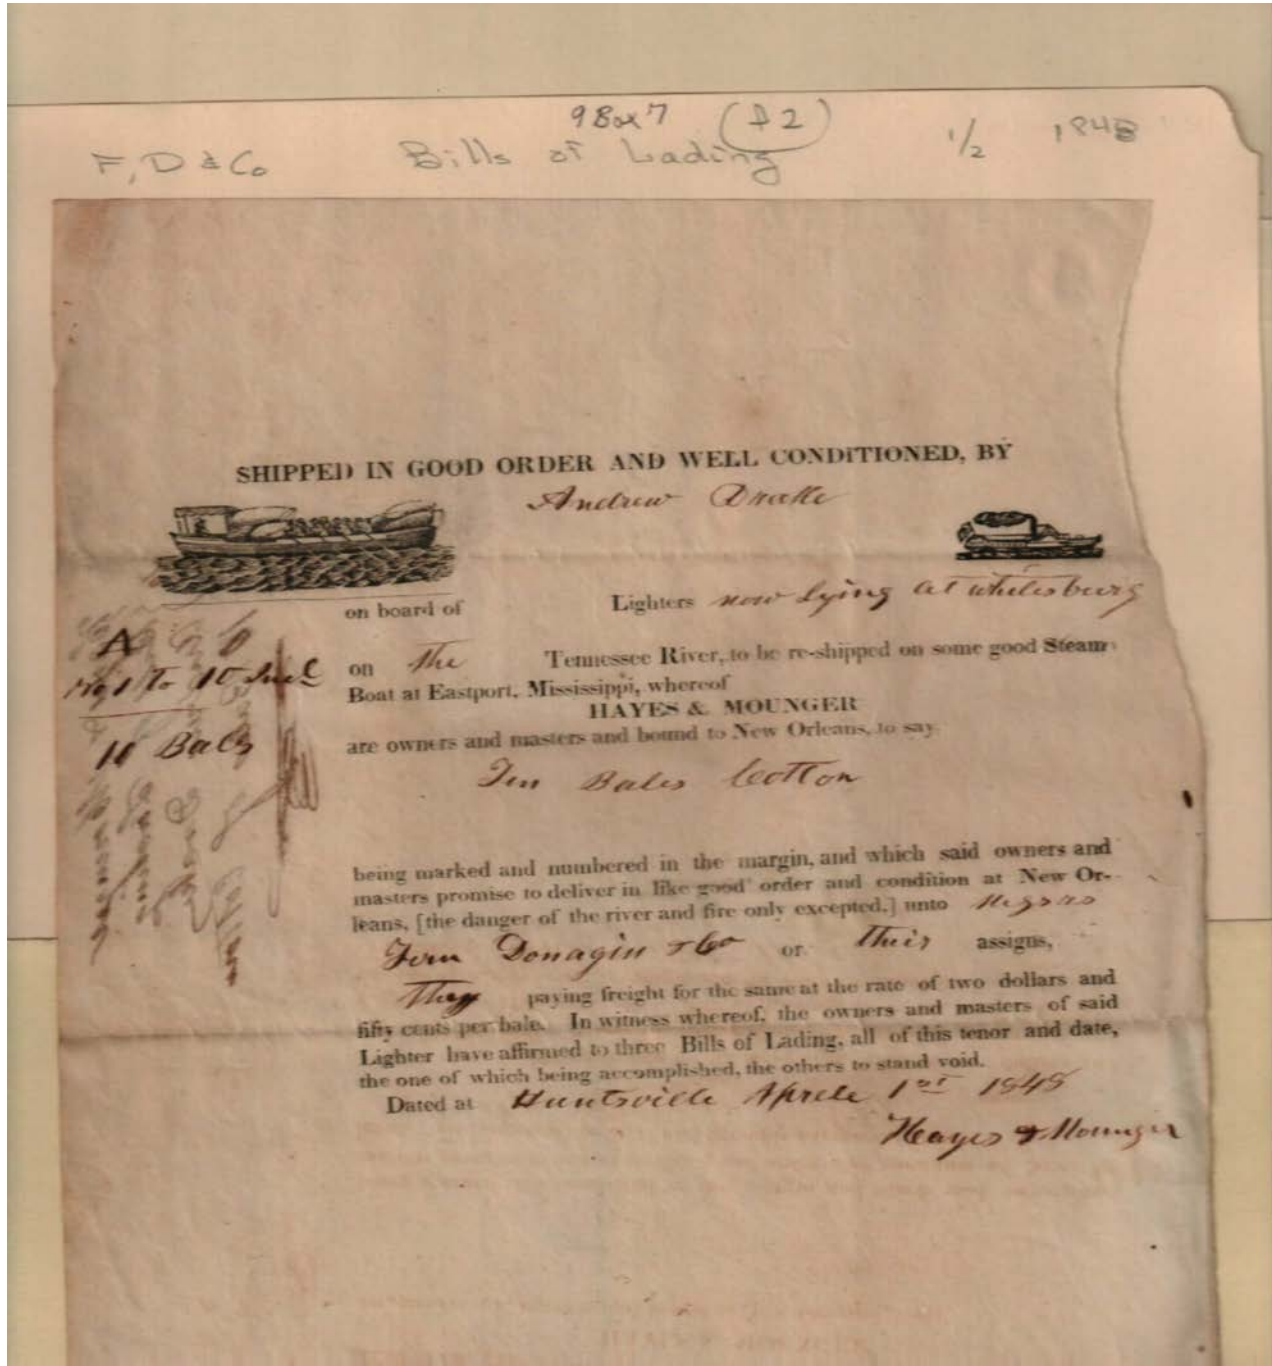 9 Box 7 (f 2)
F, D & Co Bills of Lading 1/2 1848
SHIPPED IN GOOD ORDER AND WELL CONDITIONED, BY
Andrew Drake
on board of Lighters now Lying at whitesburg
A
No 1 To 10 
on the Tennessee River, to be re-shipped on some good Steam
Boat at Eastport, Mississippi, whereof
HAYES & MOUNGER
10 Bals
are owners and masters and bound to New Orleans, to say
Ten Bales Cotton
being marked and numbered in the margin, and which said owners and
masters promise to deliver in like good order and condition at New Or-
leans, [the danger of the river and fire only excepted,] unto
Fern Donagin & Co or Their assigns,
They paying freight for the same at the rate of two dollars and
fifty cents per bale. In witness whereof, the owners and masters of said
Lighter have affirmed to three Bills of Lading, all of this tenor and date,
the one of which being accomplished, the others to stand void.
Dated at Huntsville Aprele 1st 1848
Hayes & Mounger